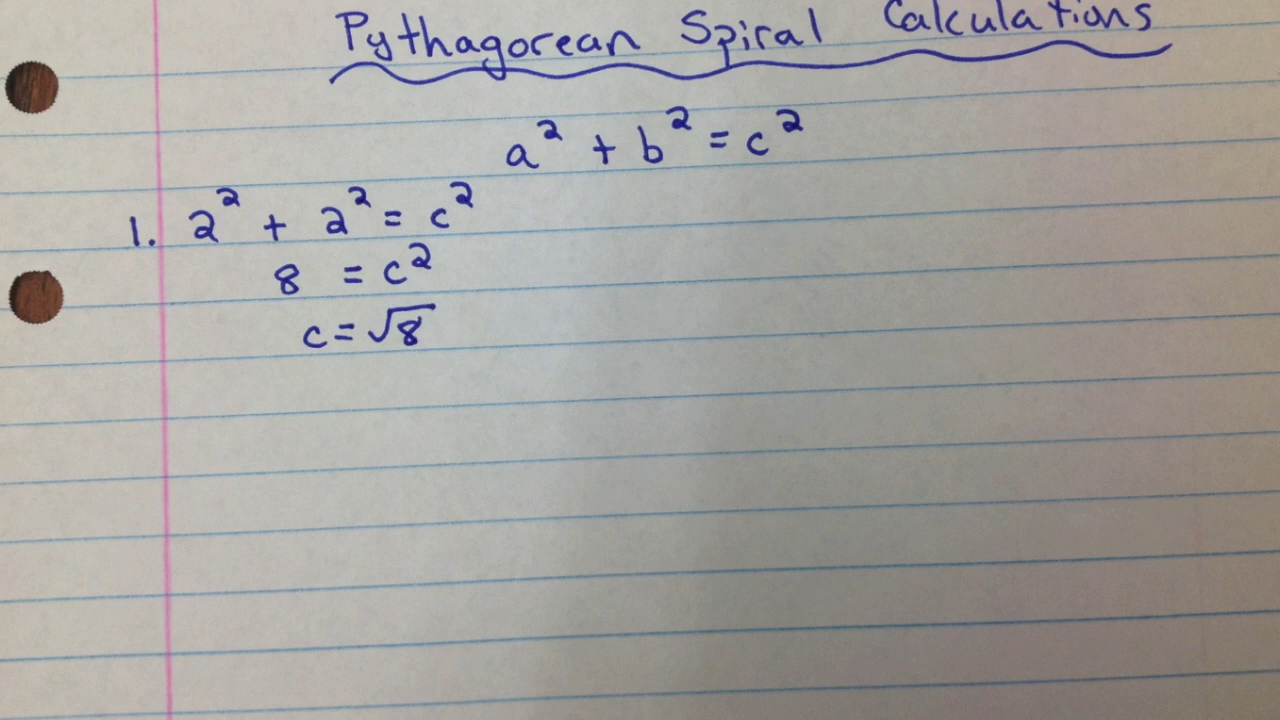 Pythagorean Spiral Calculations
a² + b² = c²
1. 2² + 2² = c²
8 = c²
c = √8